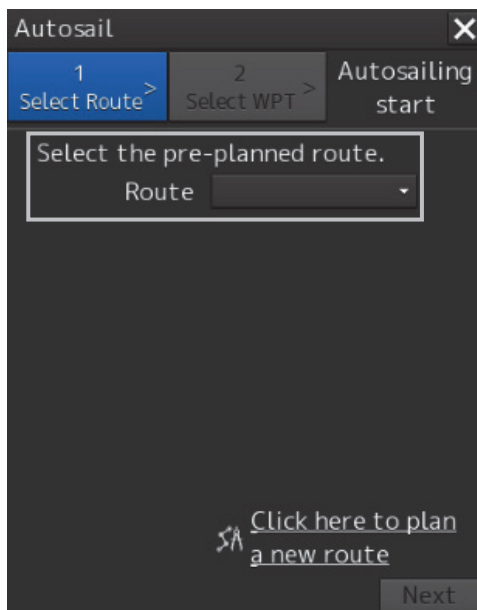 Autosail
1
Select Route >
2
Select WPT >
Autosailing
start
Select the pre-planned route.
Route
Click here to plan
a new route
Next